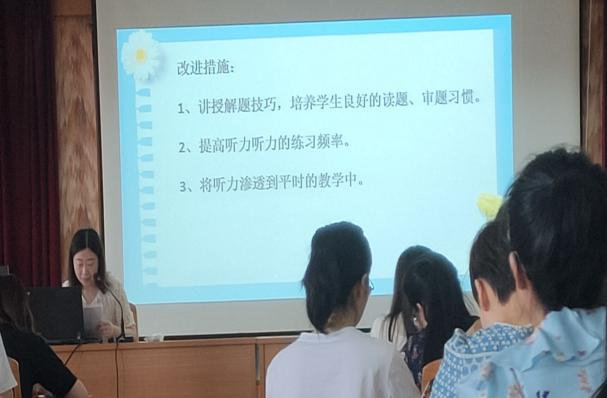 改进措施：
1、讲授解题技巧，培养学生良好的读题、审题习惯。
2、提高听力听力的练习频率。
3、将听力渗透到平时的教学中。